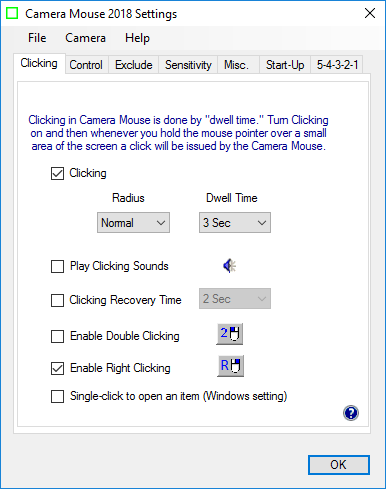 Camera Mouse 2018 Settings
File Camera Help
Clicking Control Exclude Sensitivity Misc. Start-Up 5-4-3-2-1
Clicking in Camera Mouse is done by "dwell time." Turn Clicking
on and then whenever you hold the mouse pointer over a small
area of the screen a click will be issued by the Camera Mouse.
Clicking
Radius Dwell Time
Normal 3 Sec
Play Clicking Sounds
Clicking Recovery Time 2 Sec
Enable Double Clicking 2
Enable Right Clicking R
Single-click to open an item (Windows setting)
?
OK